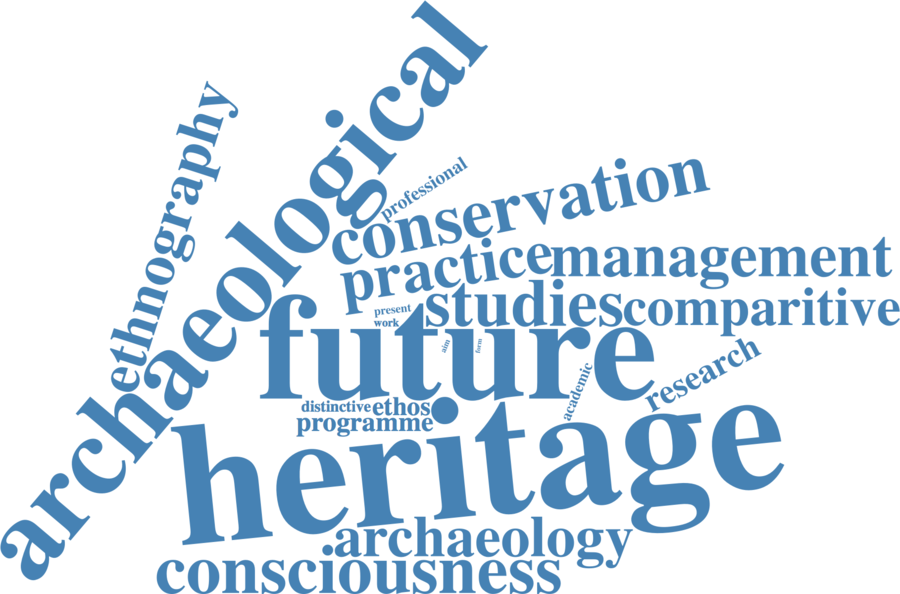 archaeological
ethnography
professional
conservation
practice
management
studies
comparitive
present
work
future
aim
form
academic
research
distinctive
ethos
programme
heritage
archaeology
consciousness